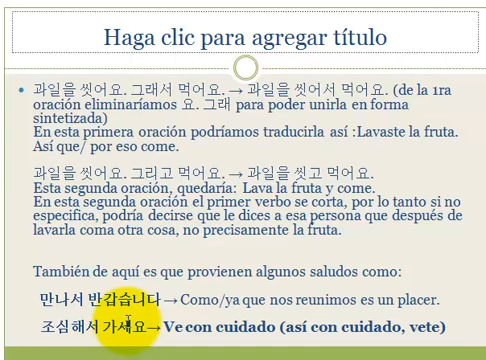 Haga clic para agregar título
과일을 씻어요. 그래서 먹어요. → 과일을 씻어서 먹어요. (de la 1ra
oración eliminaríamos 요. 그래 para poder unirla en forma
sintetizada)
En esta primera oración podríamos traducirla así :Lavaste la fruta.
Así que/ por eso come.
과일을 씻어요. 그리고 먹어요. → 과일을 씻고 먹어요.
Esta segunda oración, quedaría: Lava la fruta y come.
En esta segunda oración el primer verbo se corta, por lo tanto si no
especifica, podría decirse que le dices a esa persona que después de
lavarla coma otra cosa, no precisamente la fruta.
También de aquí es que provienen algunos saludos como:
만나서 반갑습니다 → Como/ya que nos reunimos es un placer.
조심해서 가세요→ Ve con cuidado (así con cuidado, vete)